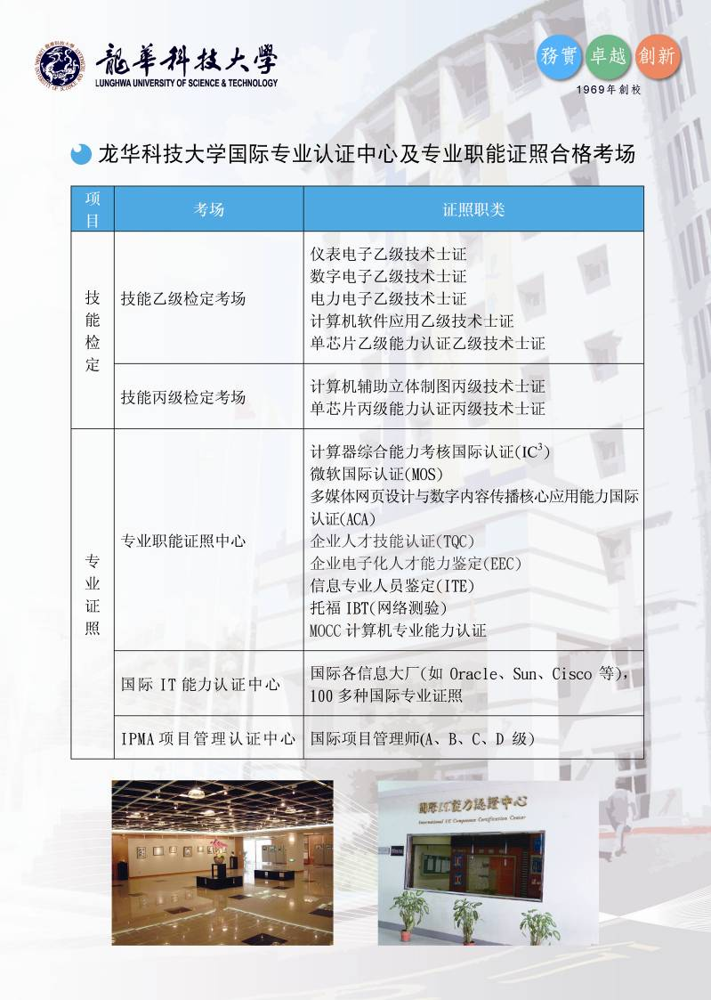 龍華科技大學
LUNGHWA UNIVERSITY OF SCIENCE & TECHNOLOGY
務實 卓越 創新
1969年創校
龙华科技大学国际专业认证中心及专业职能证照合格考场
项目 考场 证照职类
技能检定
技能乙级检定考场
仪表电子乙级技术士证
数字电子乙级技术士证
电力电子乙级技术士证
计算机软件应用乙级技术士证
单芯片乙级能力认证乙级技术士证
技能丙级检定考场
计算机辅助立体制图丙级技术士证
单芯片丙级能力认证丙级技术士证
专业证照
专业职能证照中心
计算器综合能力考核国际认证(IC³)
微软国际认证(MOS)
多媒体网页设计与数字内容传播核心应用能力国际
认证(ACA)
企业人才技能认证(TQC)
企业电子化人才能力鉴定(EEC)
信息专业人员鉴定(ITE)
托福 IBT(网络测验)
MOCC 计算机专业能力认证
国际 IT 能力认证中心
国际各信息大厂(如 Oracle、Sun、Cisco 等),
100 多种国际专业证照
IPMA 项目管理认证中心
国际项目管理师(A、B、C、D 级)
國際IT能力認證中心
International I.T. Competence Certification Center